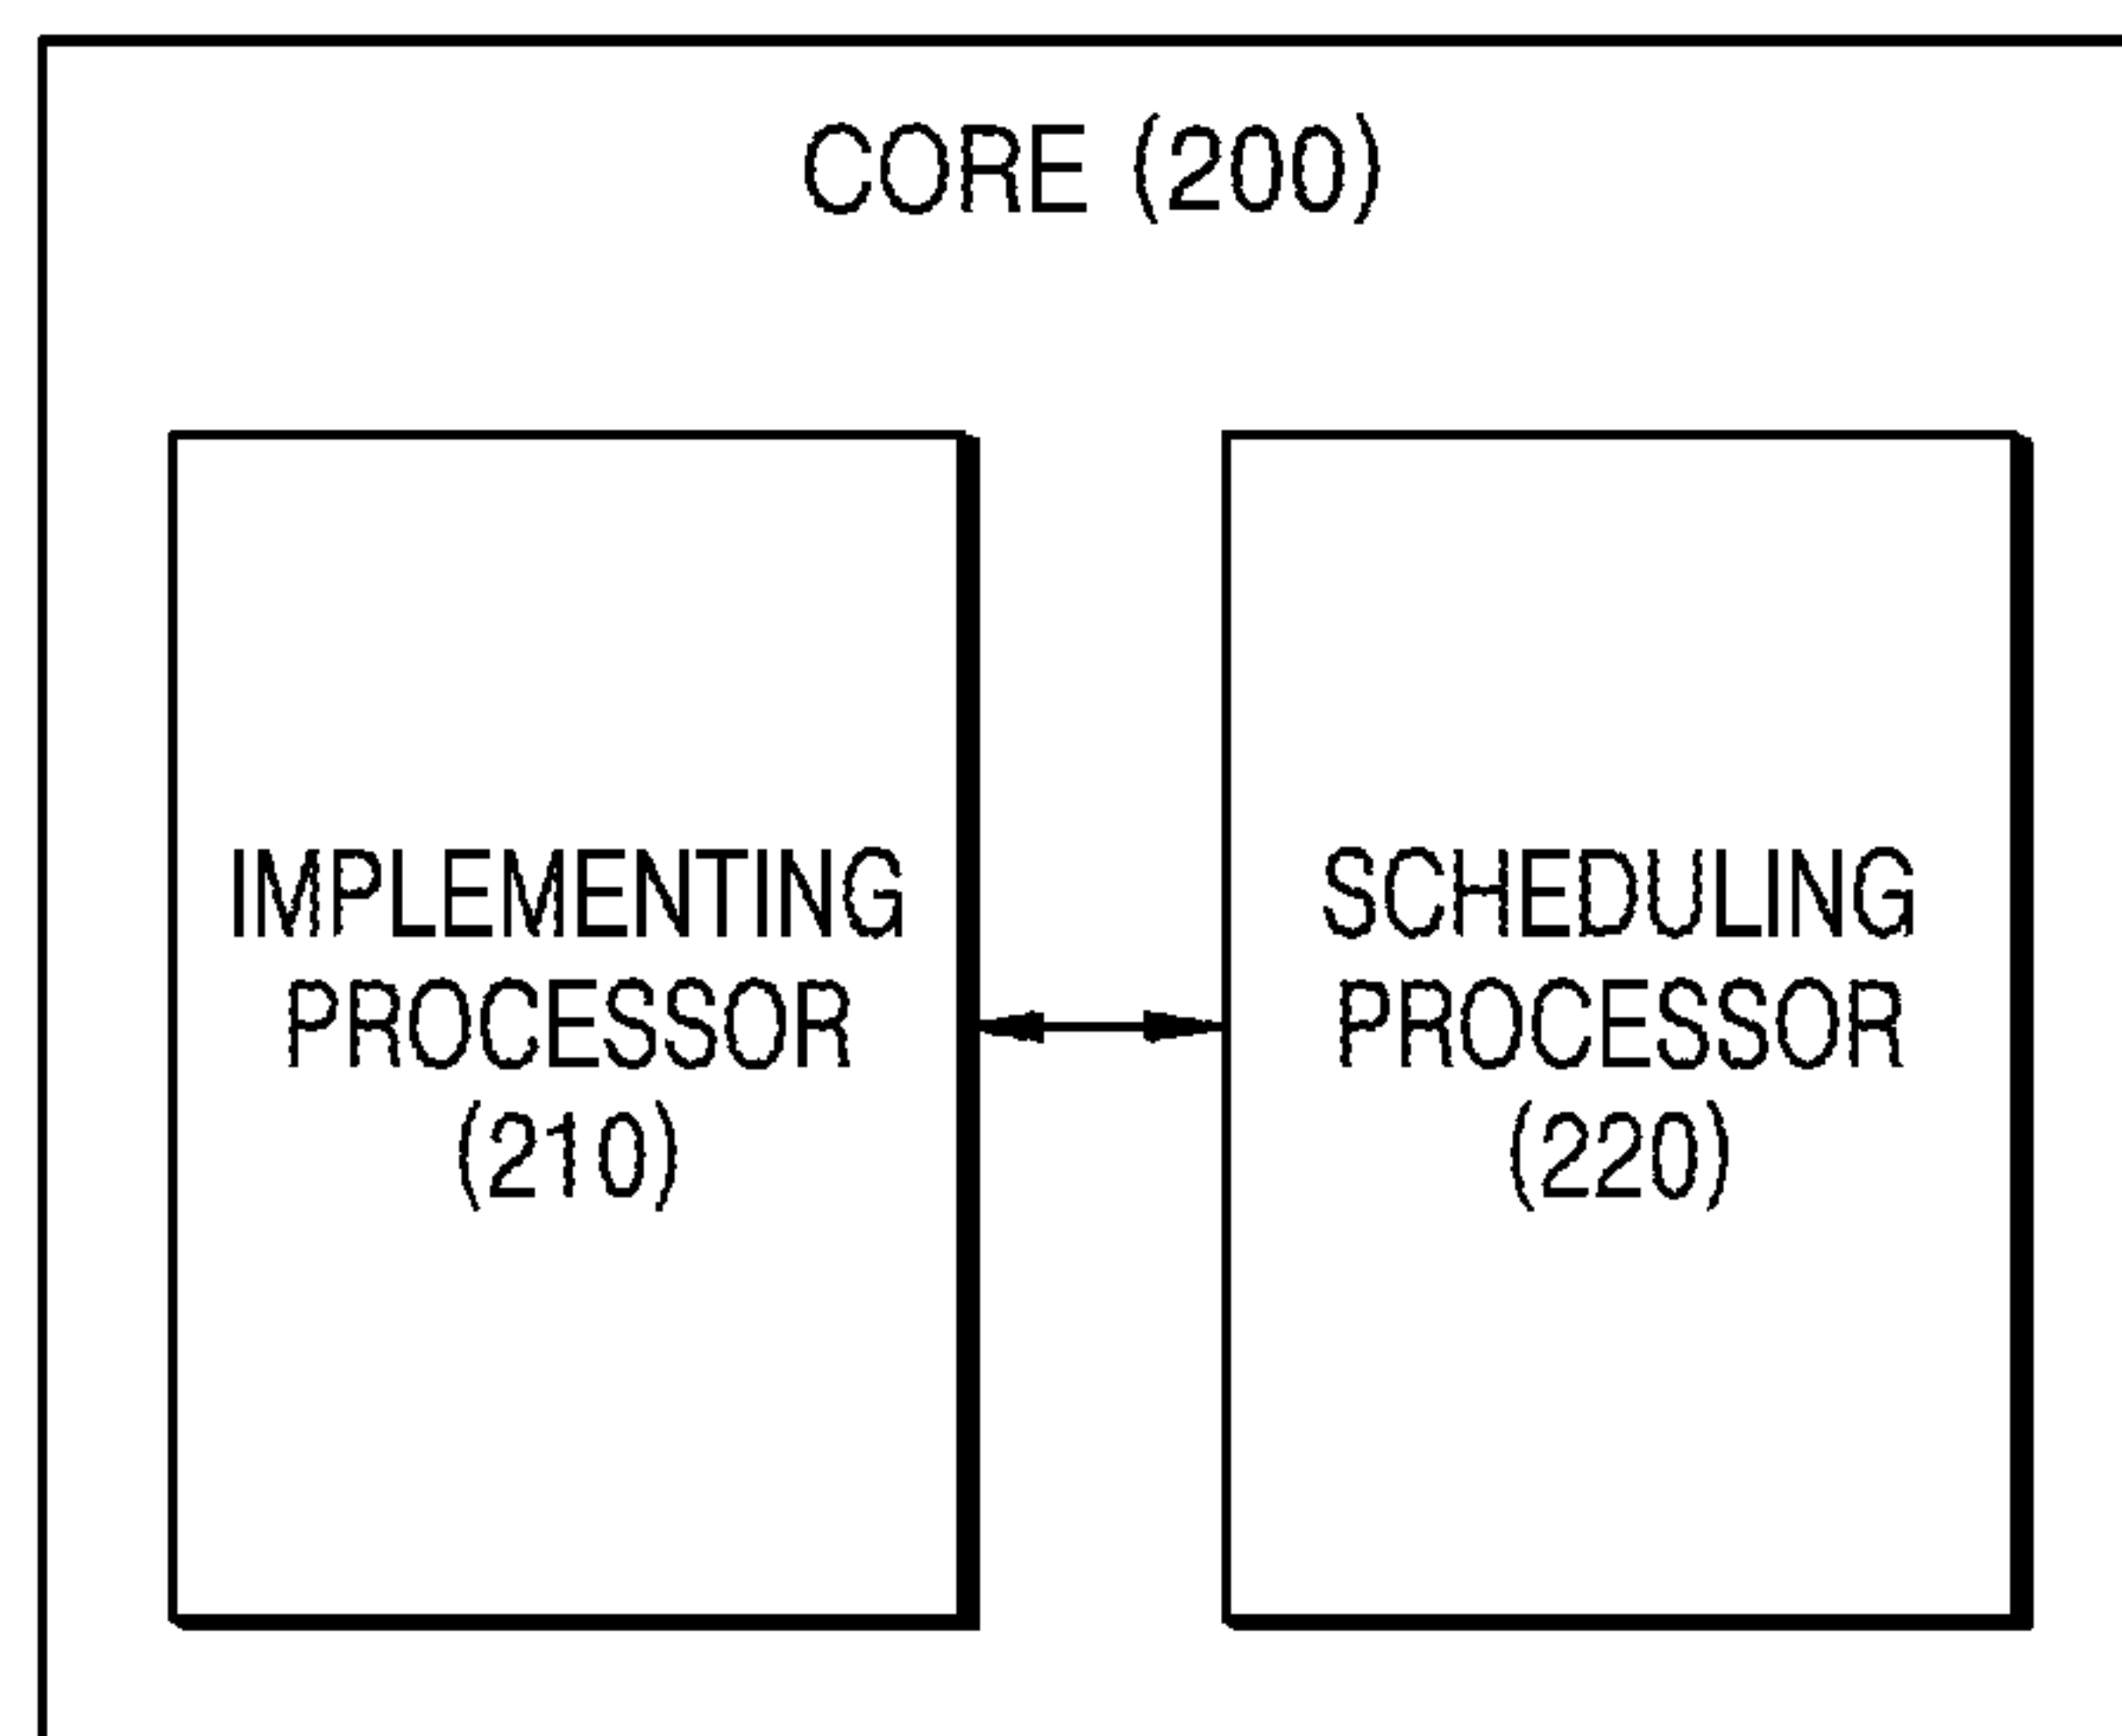 CORE (200)
IMPLEMENTING
PROCESSOR
(210)
SCHEDULING
PROCESSOR
(220)